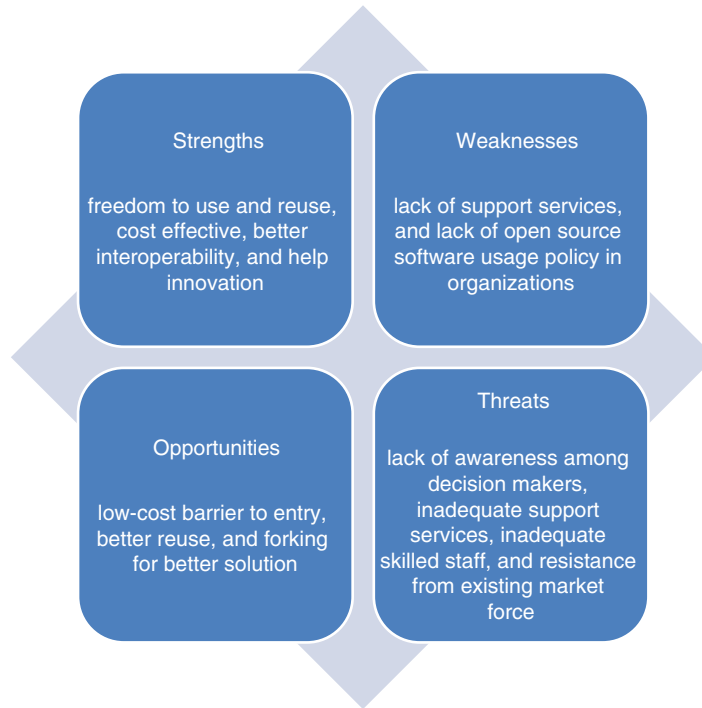 Strengths
freedom to use and reuse,
cost effective, better
interoperability, and help
innovation
Weaknesses
lack of support services,
and lack of open source
software usage policy in
organizations
Opportunities
low-cost barrier to entry,
better reuse, and forking
for better solution
Threats
lack of awareness among
decision makers,
inadequate support
services, inadequate
skilled staff, and resistance
from existing market
force